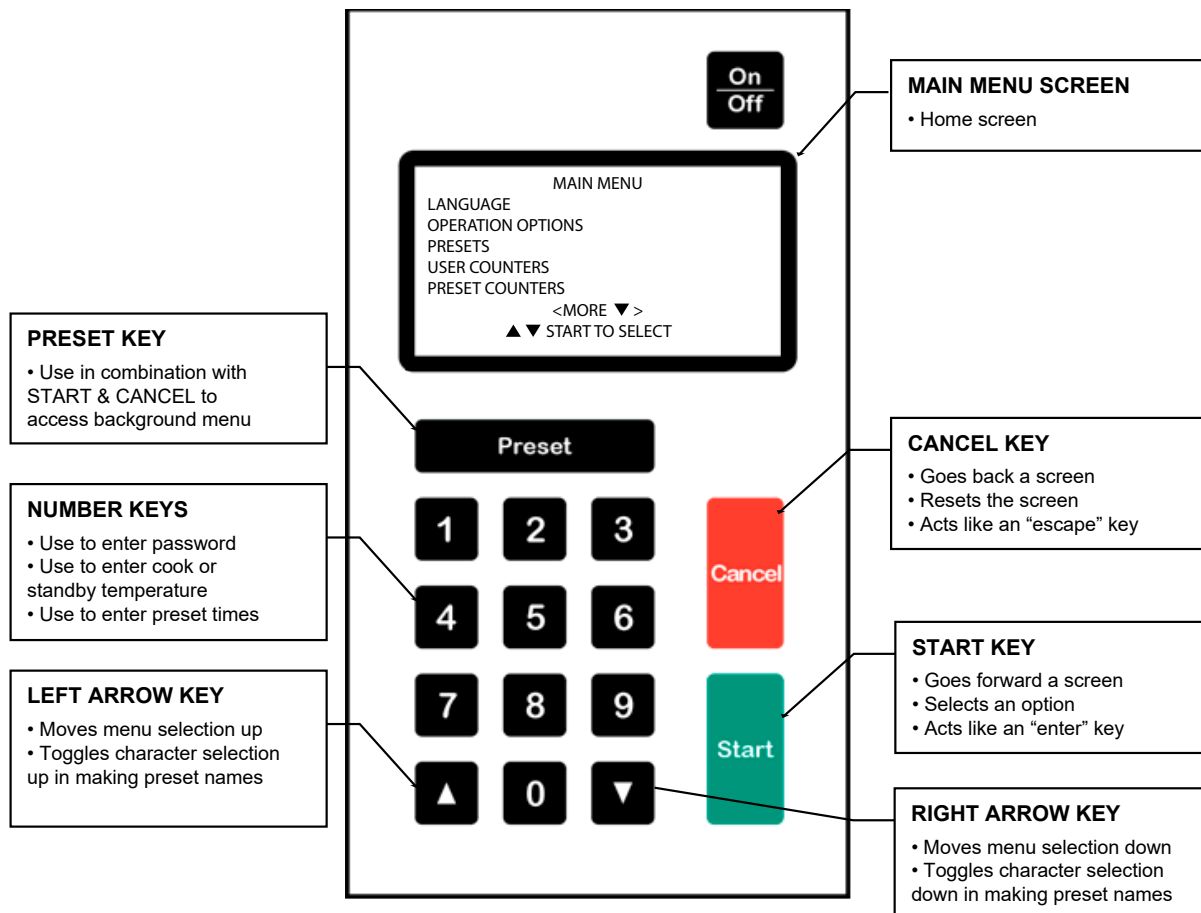 On
Off
MAIN MENU SCREEN
• Home screen
MAIN MENU
LANGUAGE
OPERATION OPTIONS
PRESETS
USER COUNTERS
PRESET COUNTERS
<MORE ▼ >
▲ ▼ START TO SELECT
PRESET KEY
• Use in combination with
START & CANCEL to
access background menu
Preset
CANCEL KEY
• Goes back a screen
• Resets the screen
• Acts like an “escape” key
NUMBER KEYS
• Use to enter password
• Use to enter cook or
standby temperature
• Use to enter preset times
1 2 3
Cancel
4 5 6
START KEY
• Goes forward a screen
• Selects an option
• Acts like an “enter” key
LEFT ARROW KEY
• Moves menu selection up
• Toggles character selection
up in making preset names
7 8 9
Start
▲ 0 ▼
RIGHT ARROW KEY
• Moves menu selection down
• Toggles character selection
down in making preset names